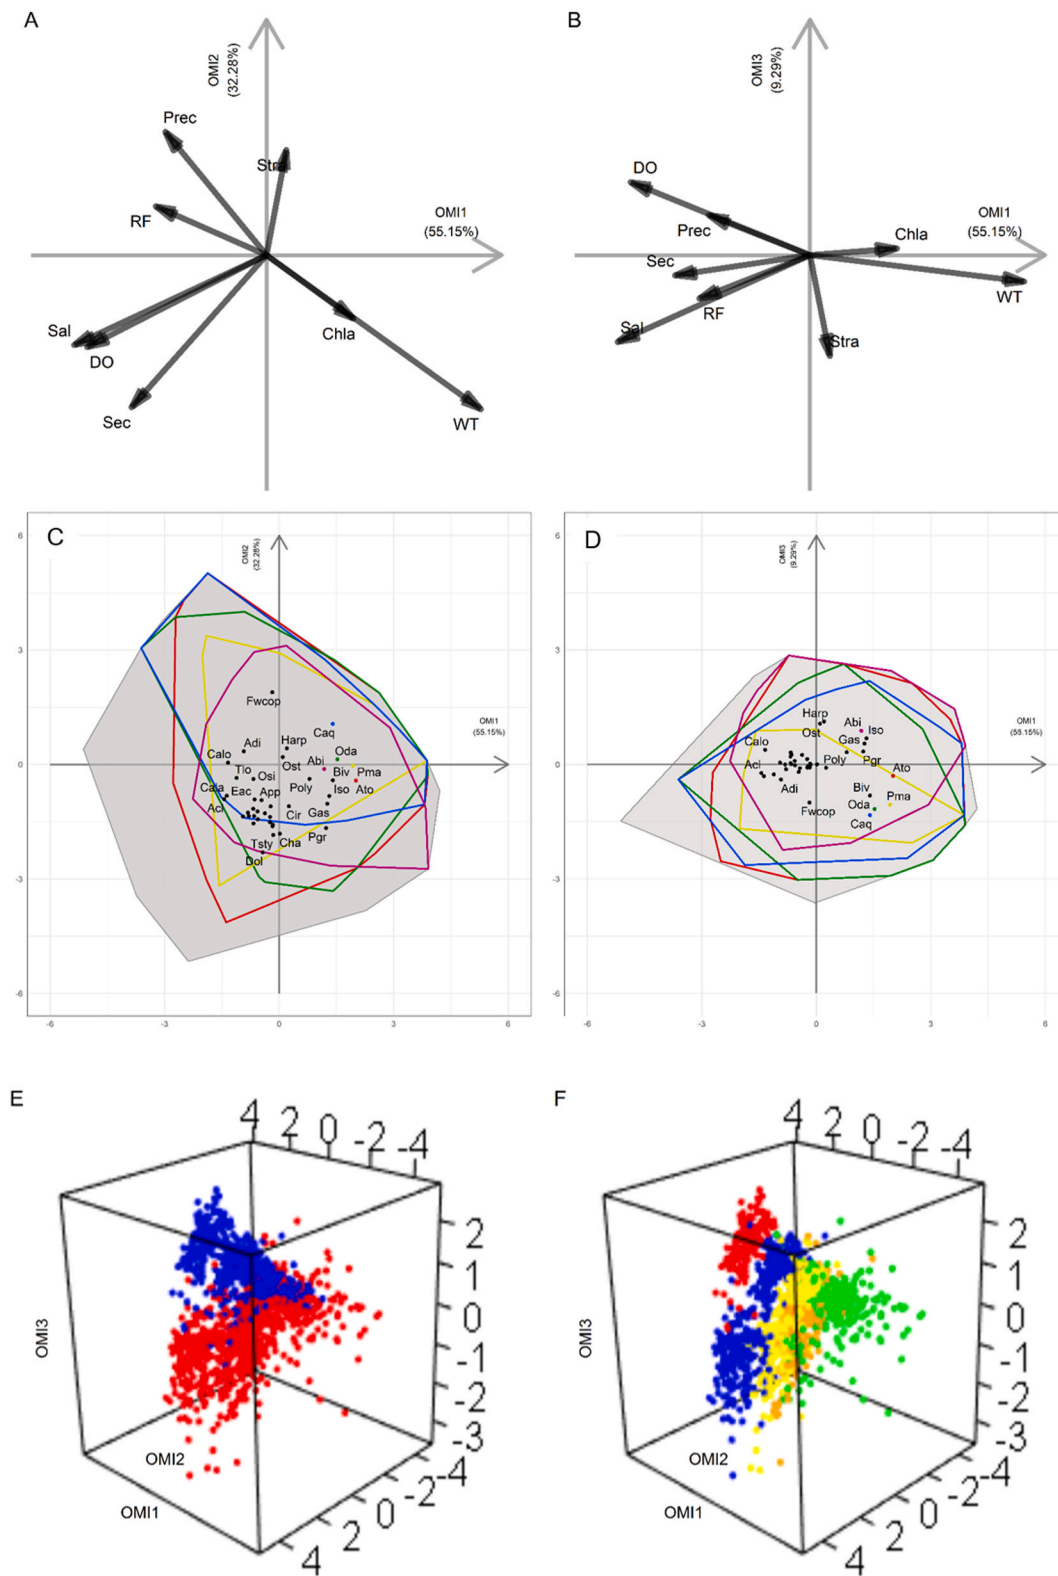 A
OMI2
(32.28%)
Prec
Stra
RF
OMI1
(55.15%)
Sal
DO
Chla
Sec
WT
B
OMI3
(9.29%)
DO
Prec
OMI1
(55.15%)
Chla
Sec
WT
RF
Sal
Stra
C
OMI2
(32.28%)
6
3
0
-3
-6
Fwcop
Caq
OMI1
(55.15%)
Adi
Harp
Oda
Calo
Ost
Abi
Tio
Osi
Biv
Pma
Cala
Eac
App
Poly
Iso
Ato
Acl
Cir
Gas
Tsty
Cha
Pgr
Dol
-6
-3
0
3
6
D
OMI3
(9.29%)
6
3
0
-3
-6
Harp
Abi
Iso
OMI1
(55.15%)
Calo
Ost
Gas
Pgr
Acl
Poly
Ato
Adi
Biv
Pma
Fwcop
Oda
Caq
-6
-3
0
3
6
E
4 2 0 -2 -4
2
1
0
-1
-2
-3
OMI3
OMI2
OMI1
4 2 0 -2 -4
F
4 2 0 -2 -4
2
1
0
-1
-2
-3
OMI3
OMI2
OMI1
4 2 0 -2 -4